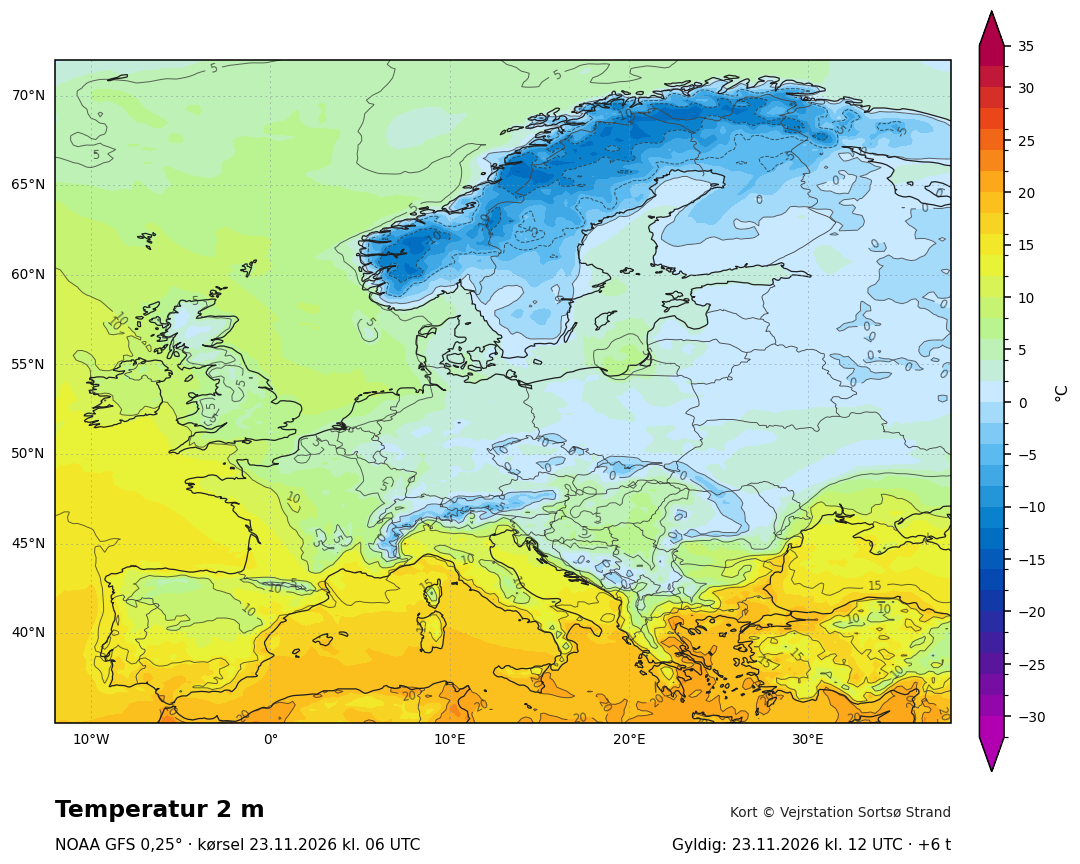 70°N
65°N
60°N
55°N
50°N
45°N
40°N
10°W
0°
10°E
20°E
30°E
35
30
25
20
15
10
5
0
−5
−10
−15
−20
−25
−30
°C
Temperatur 2 m
Kort © Vejrstation Sortsø Strand
NOAA GFS 0,25° · kørsel 23.11.2026 kl. 06 UTC
Gyldig: 23.11.2026 kl. 12 UTC · +6 t